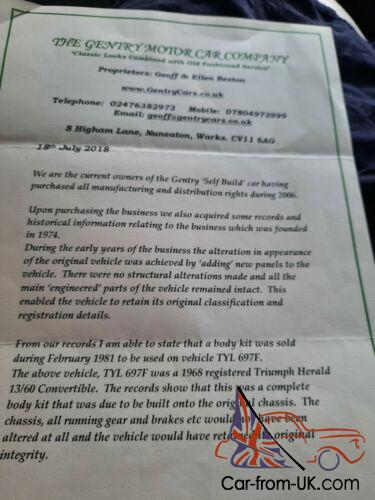 THE GENTRY MOTOR CAR COMPANY
'Classic Looks Combined with Old Fashioned Service'
Proprietors: Geoff & Ellen Beston
www.GentryCars.co.uk
Telephone: 02476382973 Mobile: 07804973999
Email: geoff@gentrycars.co.uk
8 Higham Lane, Nuneaton, Warks. CV11 6AG
18th July 2018
We are the current owners of the Gentry 'Self Build' car having
purchased all manufacturing and distribution rights during 2006.
Upon purchasing the business we also acquired some records and
historical information relating to the business which was founded
in 1974.
During the early years of the business the alteration in appearance
of the original vehicle was achieved by 'adding' new panels to the
vehicle. There were no structural alterations made and all the
main 'engineered' parts of the vehicle remained intact. This
enabled the vehicle to retain its original classification and
registration details.
From our records I am able to state that a body kit was sold
during February 1981 to be used on vehicle TYL 697F.
The above vehicle, TYL 697F was a 1968 registered Triumph Herald
13/60 Convertible. The records show that this was a complete
body kit that was due to be built onto the original chassis. The
chassis, all running gear and brakes etc would not have been
altered at all and the vehicle would have retained its original
integrity.
Car-from-UK.com